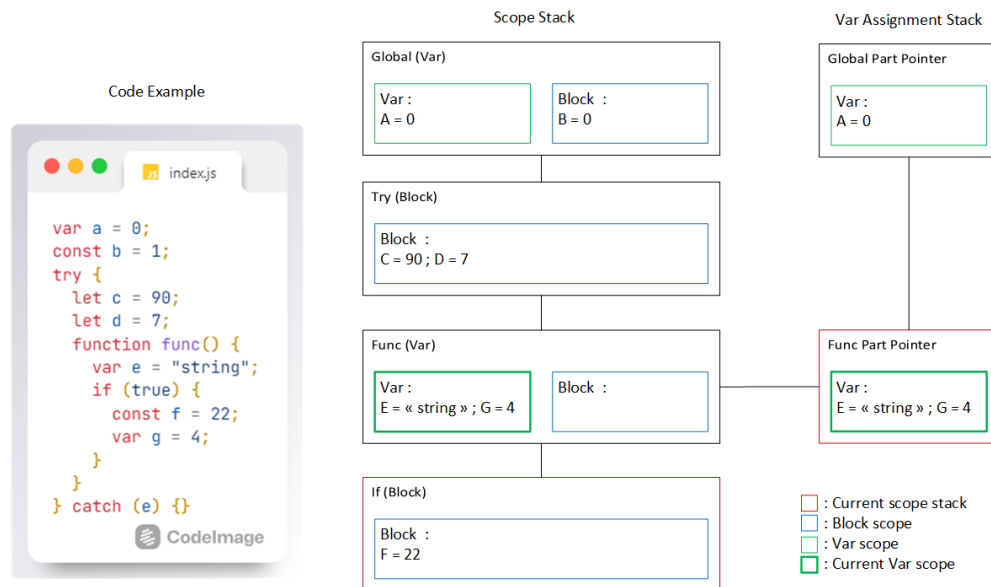 Scope Stack
Var Assignment Stack
Code Example
index.js
var a = 0;
const b = 1;
try {
let c = 90;
let d = 7;
function func() {
var e = "string";
if (true) {
const f = 22;
var g = 4;
}
}
} catch (e) {}
CodeImage
Global (Var)
Var :
A = 0
Block :
B = 0
Try (Block)
Block :
C = 90 ; D = 7
Func (Var)
Var :
E = « string » ; G = 4
Block :
If (Block)
Block :
F = 22
Global Part Pointer
Var :
A = 0
Func Part Pointer
Var :
E = « string » ; G = 4
: Current scope stack
: Block scope
: Var scope
: Current Var scope